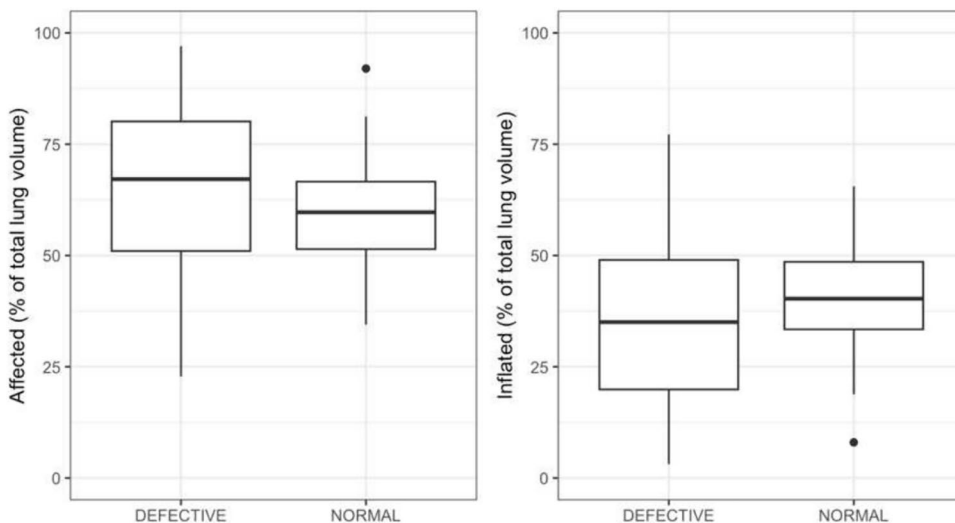 Affected (% of total lung volume)
100
75
50
25
0
DEFECTIVE
NORMAL
Inflated (% of total lung volume)
100
75
50
25
0
DEFECTIVE
NORMAL